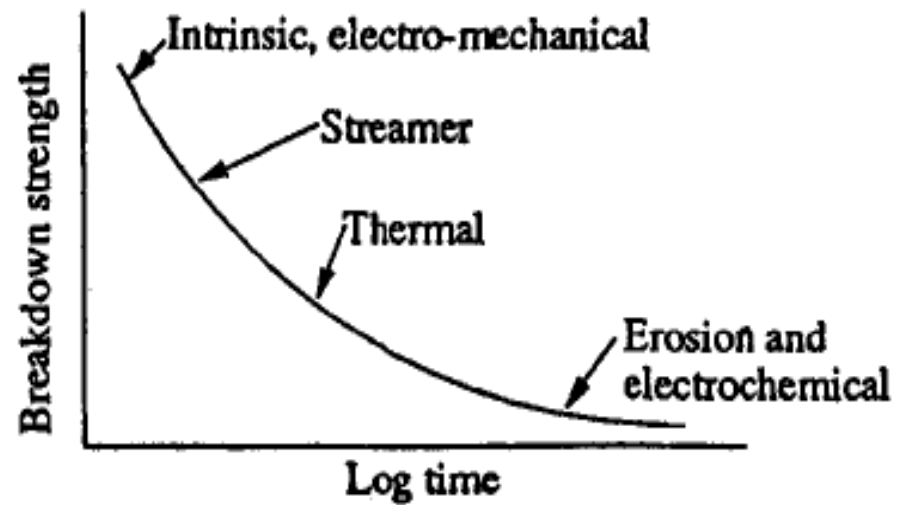 Intrinsic, electro-mechanical
Streamer
Thermal
Erosion and
electrochemical
Breakdown strength
Log time